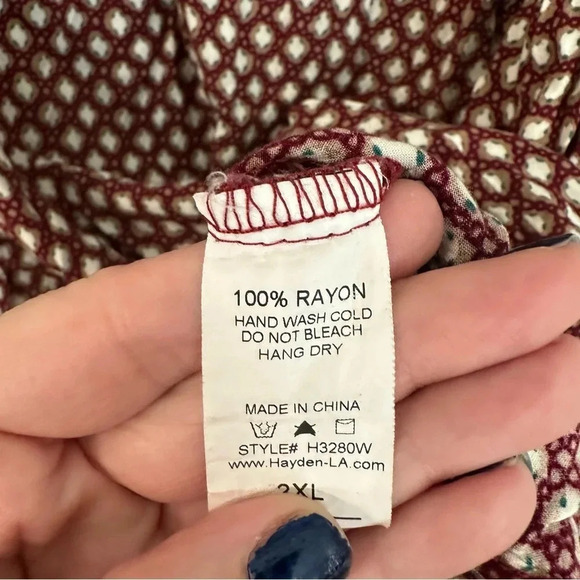 100% RAYON
HAND WASH COLD
DO NOT BLEACH
HANG DRY
MADE IN CHINA
STYLE# H3280W
www.Hayden-LA.com
2XL